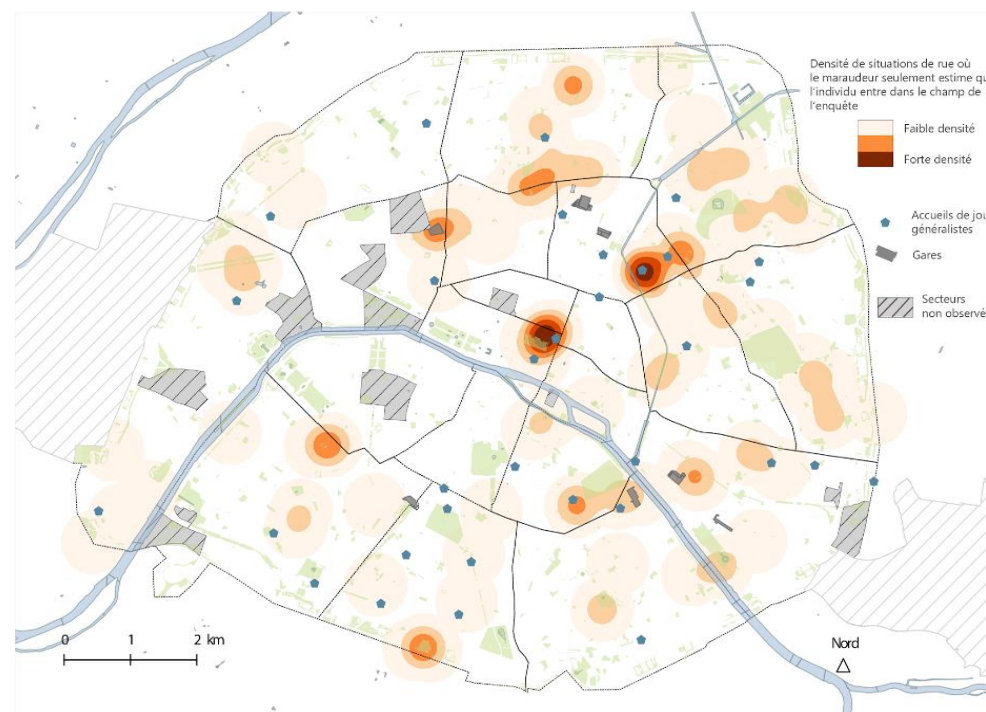 Densité de situations de rue où
le maraudeur seulement estime qu
l'individu entre dans le champ de
l'enquête
Faible densité
Forte densité
Accueils de jou
généralistes
Gares
Secteurs
non observé
0 1 2 km
Nord